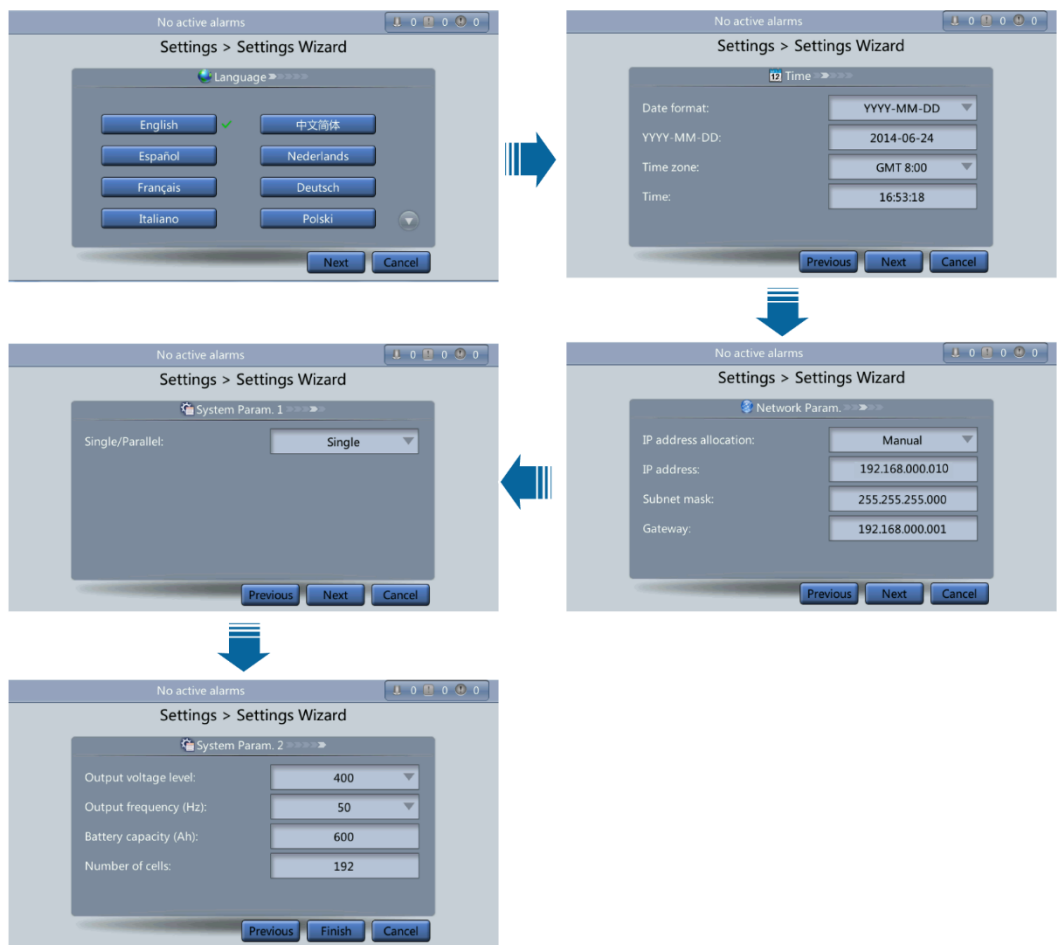 No active alarms 0 0 0
Settings > Settings Wizard
Language
English 中文简体
Español Nederlands
Français Deutsch
Italiano Polski
Next Cancel
No active alarms 0 0 0
Settings > Settings Wizard
12 Time
Date format: YYYY-MM-DD
YYYY-MM-DD: 2014-06-24
Time zone: GMT 8:00
Time: 16:53:18
Previous Next Cancel
No active alarms 0 0 0
Settings > Settings Wizard
Network Param.
IP address allocation: Manual
IP address: 192.168.000.010
Subnet mask: 255.255.255.000
Gateway: 192.168.000.001
Previous Next Cancel
No active alarms 0 0 0
Settings > Settings Wizard
System Param. 1
Single/Parallel: Single
Previous Next Cancel
No active alarms 0 0 0
Settings > Settings Wizard
System Param. 2
Output voltage level: 400
Output frequency (Hz): 50
Battery capacity (Ah): 600
Number of cells: 192
Previous Finish Cancel